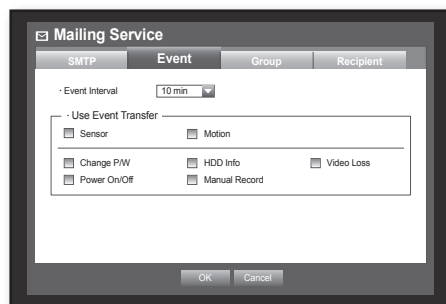 Mailing Service
SMTP Event Group Recipient
· Event Interval 10 min
· Use Event Transfer
Sensor Motion
Change P/W HDD Info Video Loss
Power On/Off Manual Record
OK Cancel